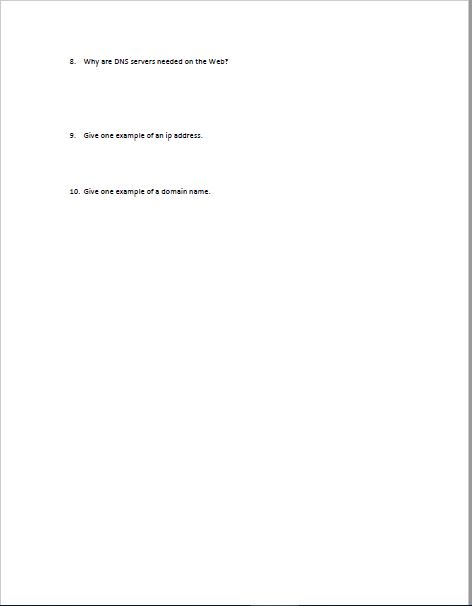 8. Why are DNS servers needed on the Web?
9. Give one example of an ip address.
10. Give one example of a domain name.